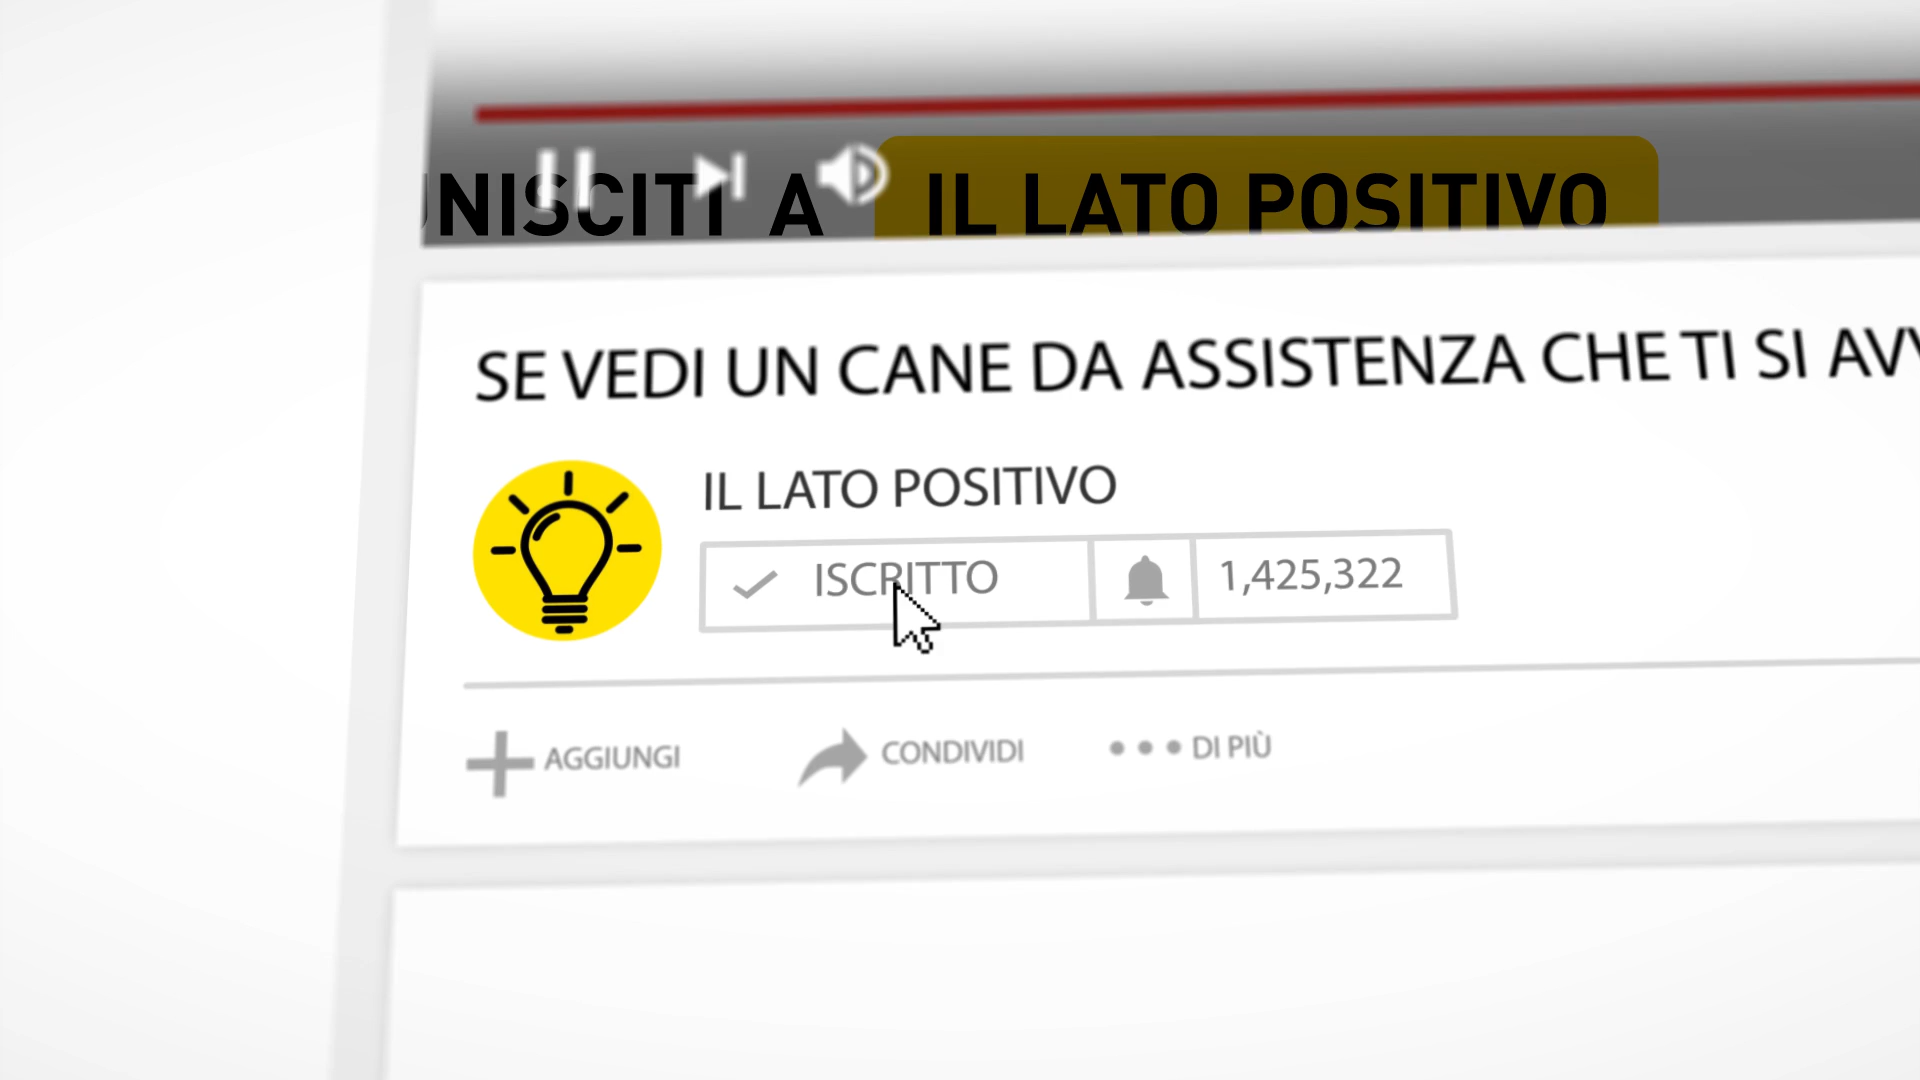 NISCITI A IL LATO POSITIVO
SE VEDI UN CANE DA ASSISTENZA CHE TI SI AV
IL LATO POSITIVO
ISCRITTO 1,425,322
AGGIUNGI CONDIVIDI DI PIÙ